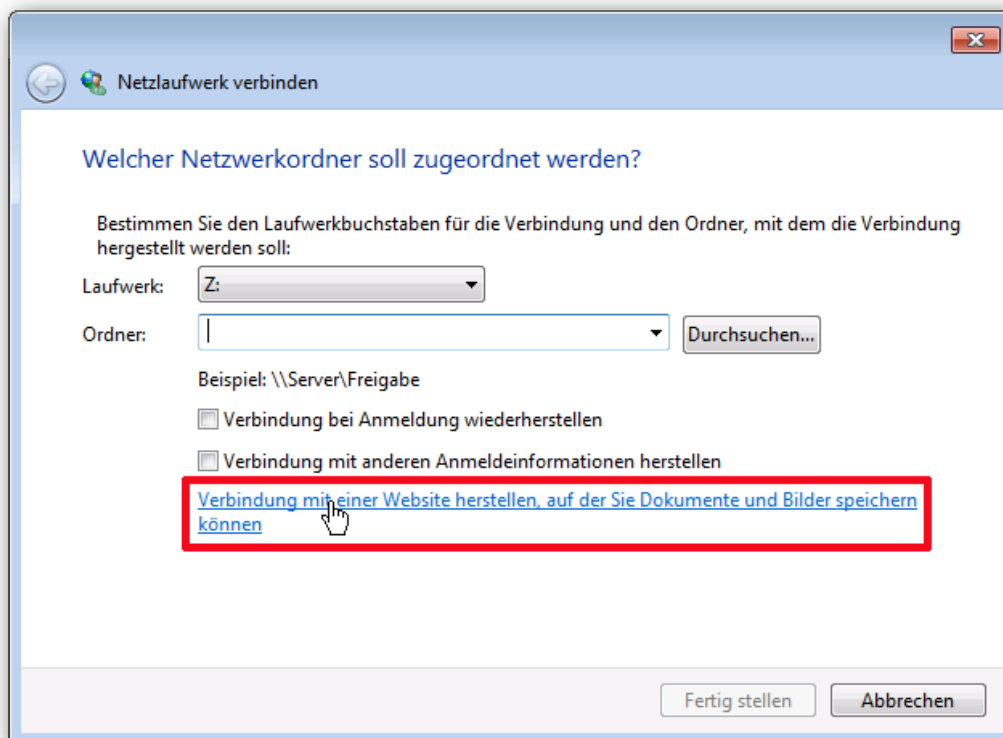 Netzlaufwerk verbinden
Welcher Netzwerkordner soll zugeordnet werden?
Bestimmen Sie den Laufwerkbuchstaben für die Verbindung und den Ordner, mit dem die Verbindung
hergestellt werden soll:
Laufwerk: Z:
Ordner: Durchsuchen...
Beispiel: \\Server\Freigabe
Verbindung bei Anmeldung wiederherstellen
Verbindung mit anderen Anmeldeinformationen herstellen
Verbindung mit einer Website herstellen, auf der Sie Dokumente und Bilder speichern
können
Fertig stellen Abbrechen